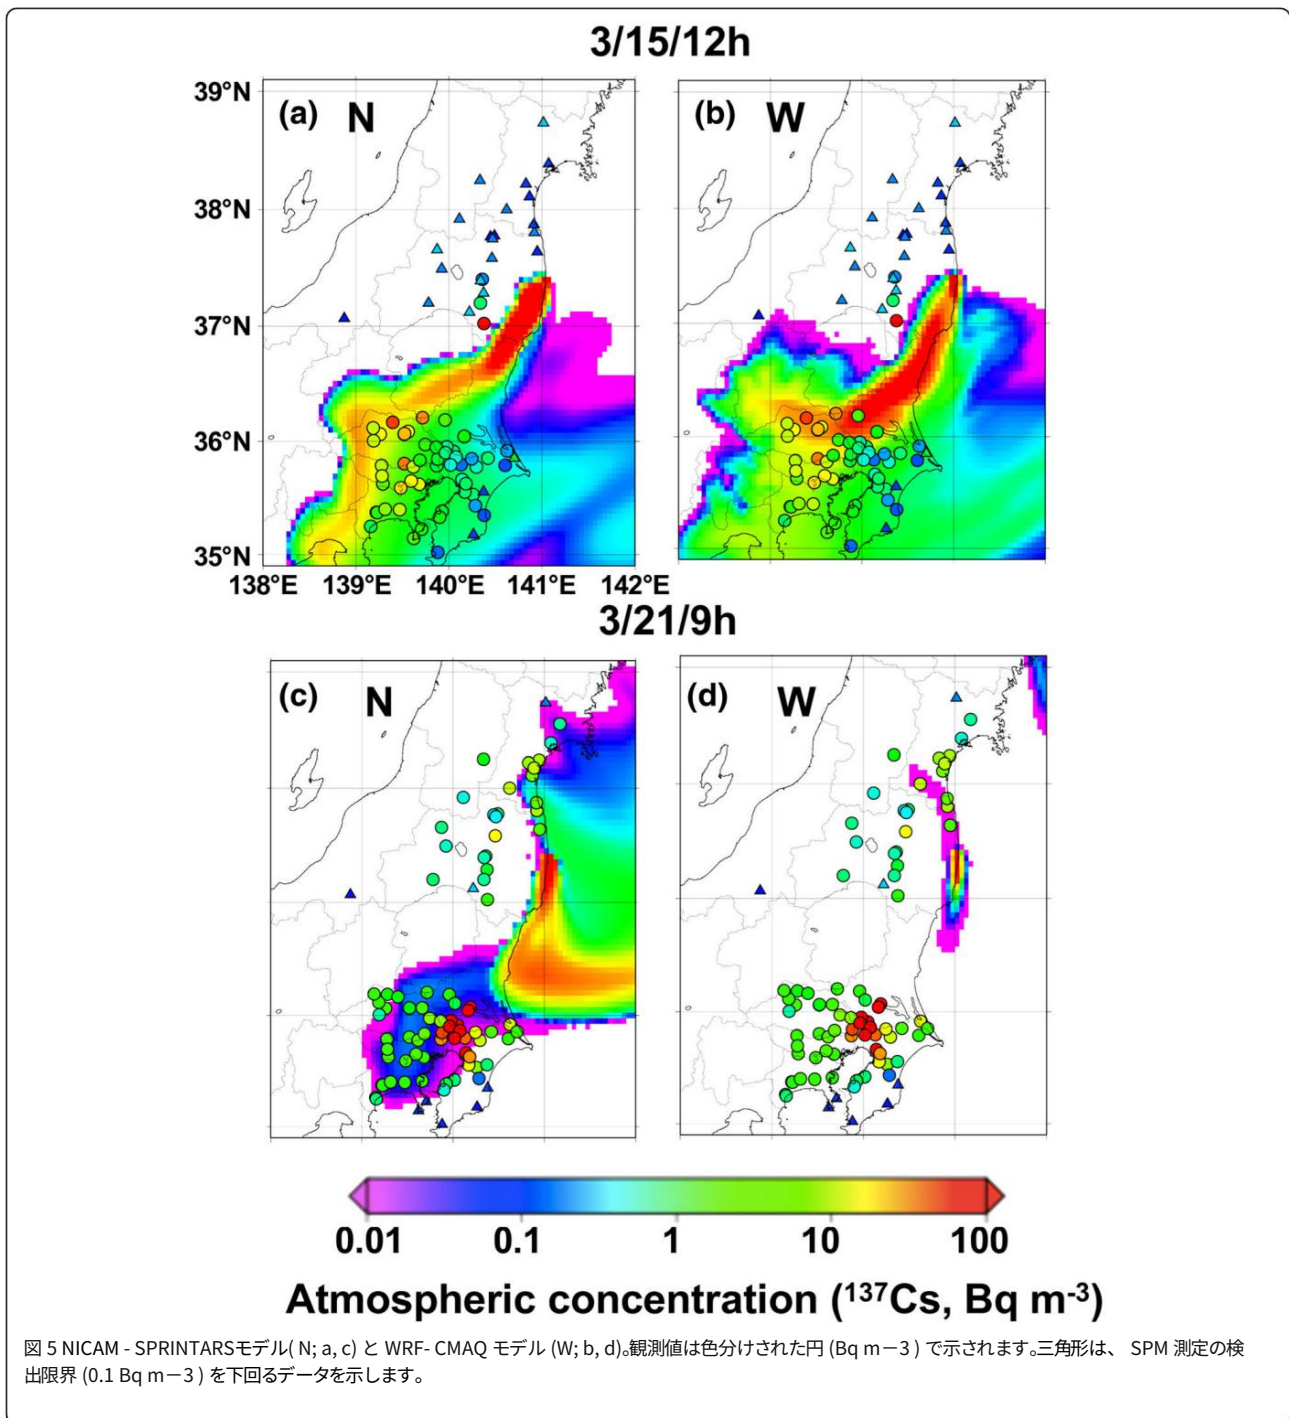 3/15/12h
39°N
(a) N
(b) W
38°N
37°N
36°N
35°N
138°E 139°E 140°E 141°E 142°E
3/21/9h
(c) N
(d) W
0.01 0.1 1 10 100
Atmospheric concentration (¹³⁷Cs, Bq m⁻³)
図 5 NICAM - SPRINTARSモデル( N; a, c) と WRF- CMAQ モデル (W; b, d)。観測値は色分けされた円 (Bq m−3 ) で示されます。三角形は、 SPM 測定の検
出限界 (0.1 Bq m−3 ) を下回るデータを示します。